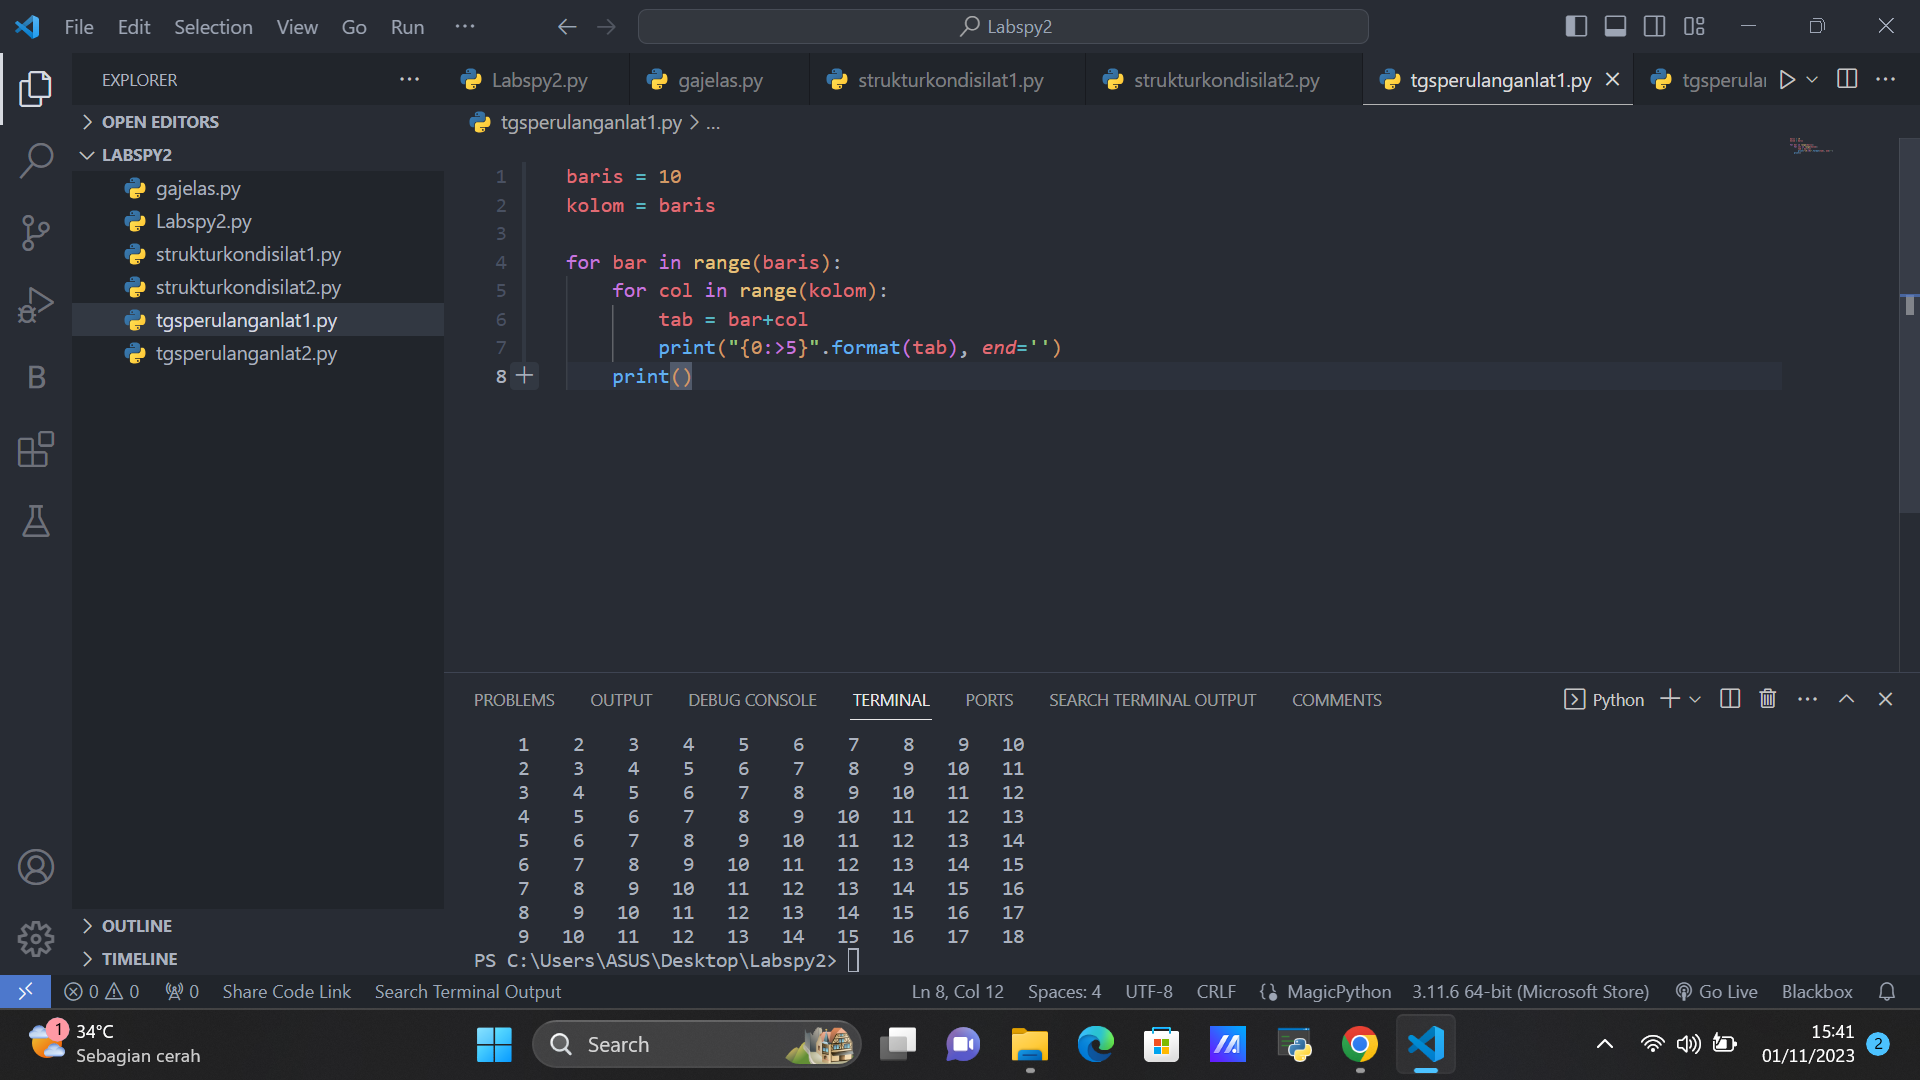 File Edit Selection View Go Run ··· Labspy2
EXPLORER ···
Labspy2.py gajelas.py strukturkondisilat1.py strukturkondisilat2.py tgsperulanganlat1.py tgsperulan ···
OPEN EDITORS
LABSPY2
gajelas.py
Labspy2.py
strukturkondisilat1.py
strukturkondisilat2.py
tgsperulanganlat1.py
tgsperulanganlat2.py
OUTLINE
TIMELINE
B
tgsperulanganlat1.py > ...
1 baris = 10
2 kolom = baris
3
4 for bar in range(baris):
5     for col in range(kolom):
6         tab = bar+col
7         print("{0:>5}".format(tab), end='')
8     print()
PROBLEMS OUTPUT DEBUG CONSOLE TERMINAL PORTS SEARCH TERMINAL OUTPUT COMMENTS Python ···
1 2 3 4 5 6 7 8 9 10
2 3 4 5 6 7 8 9 10 11
3 4 5 6 7 8 9 10 11 12
4 5 6 7 8 9 10 11 12 13
5 6 7 8 9 10 11 12 13 14
6 7 8 9 10 11 12 13 14 15
7 8 9 10 11 12 13 14 15 16
8 9 10 11 12 13 14 15 16 17
9 10 11 12 13 14 15 16 17 18
PS C:\Users\ASUS\Desktop\Labspy2>
0 0 0 Share Code Link Search Terminal Output Ln 8, Col 12 Spaces: 4 UTF-8 CRLF MagicPython 3.11.6 64-bit (Microsoft Store) Go Live Blackbox
1 34°C
Sebagian cerah
Search
15:41
01/11/2023
2